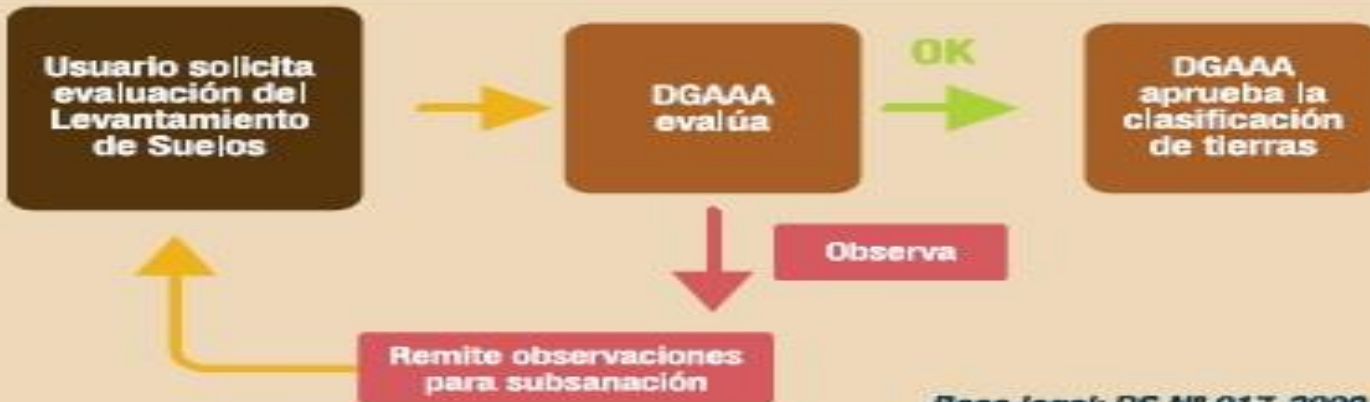 Usuario solicita
evaluación del
Levantamiento
de Suelos
DGAAA
evalúa
OK
DGAAA
aprueba la
clasificación
de tierras
Observa
Remite observaciones
para subsanación